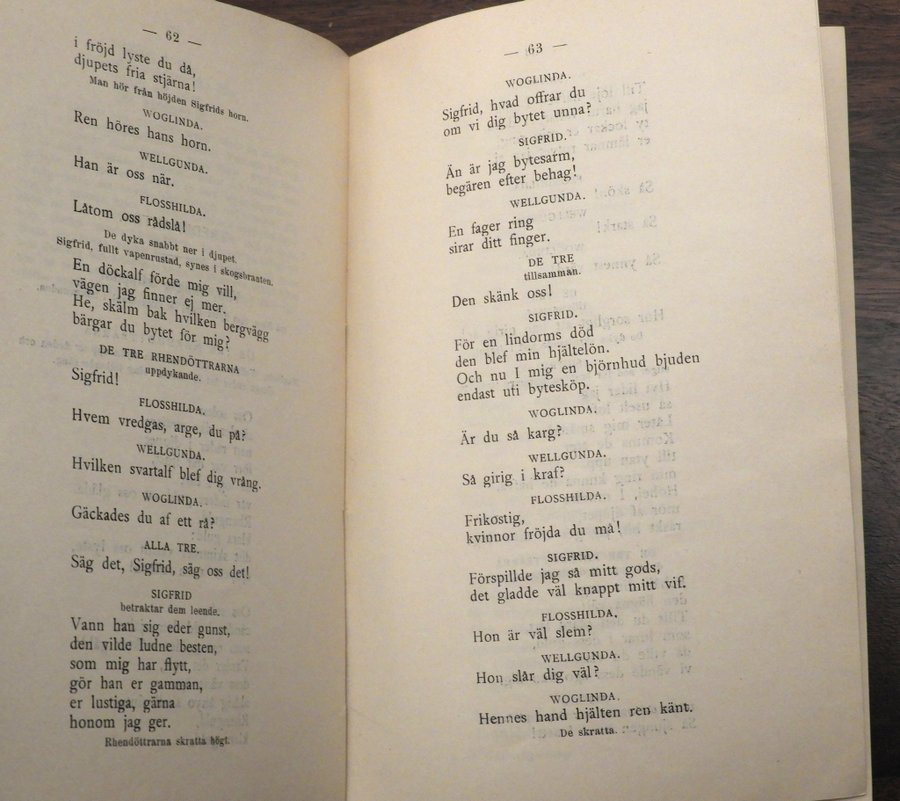 — 62 —
i fröjd lyste du då,
djupets fria stjärna!
Man hör från höjden Sigfrids horn.
WOGLINDA.
Ren höres hans horn.
WELLGUNDA.
Han är oss när.
FLOSSHILDA.
Låtom oss rådslå!
De dyka snabbt ner i djupet.
Sigfrid, fullt vapenrustad, synes i skogsbranten.
En döckalf förde mig vill,
vägen jag finner ej mer.
He, skälm bak hvilken bergvägg
bärgar du bytet för mig?
DE TRE RHENDÖTTRARNA
uppdykande.
Sigfrid!
FLOSSHILDA.
Hvem vredgas, arge, du på?
WELLGUNDA.
Hvilken svartalf blef dig vrång.
WOGLINDA.
Gäckades du af ett rå?
ALLA TRE.
Säg det, Sigfrid, säg oss det!
SIGFRID
betraktar dem leende.
Vann han sig eder gunst,
den vilde ludne besten,
som mig har flytt,
gör han er gamman,
er lustiga, gärna
honom jag ger.
Rhendöttrarna skratta högt.
— 63 —
WOGLINDA.
Sigfrid, hvad offrar du
om vi dig bytet unna?
SIGFRID.
Än är jag bytesarm,
begären efter behag!
WELLGUNDA.
En fager ring
sirar ditt finger.
DE TRE
tillsamman.
Den skänk oss!
SIGFRID.
För en lindorms död
den blef min hjältelön.
Och nu I mig en björnhud bjuden
endast uti bytesköp.
WOGLINDA.
Är du så karg?
WELLGUNDA.
Så girig i kraf?
FLOSSHILDA.
Frikostig,
kvinnor fröjda du må!
SIGFRID.
Förspillde jag så mitt gods,
det gladde väl knappt mitt vif.
FLOSSHILDA.
Hon är väl slem?
WELLGUNDA.
Hon slår dig väl?
WOGLINDA.
Hennes hand hjälten ren känt.
De skratta.